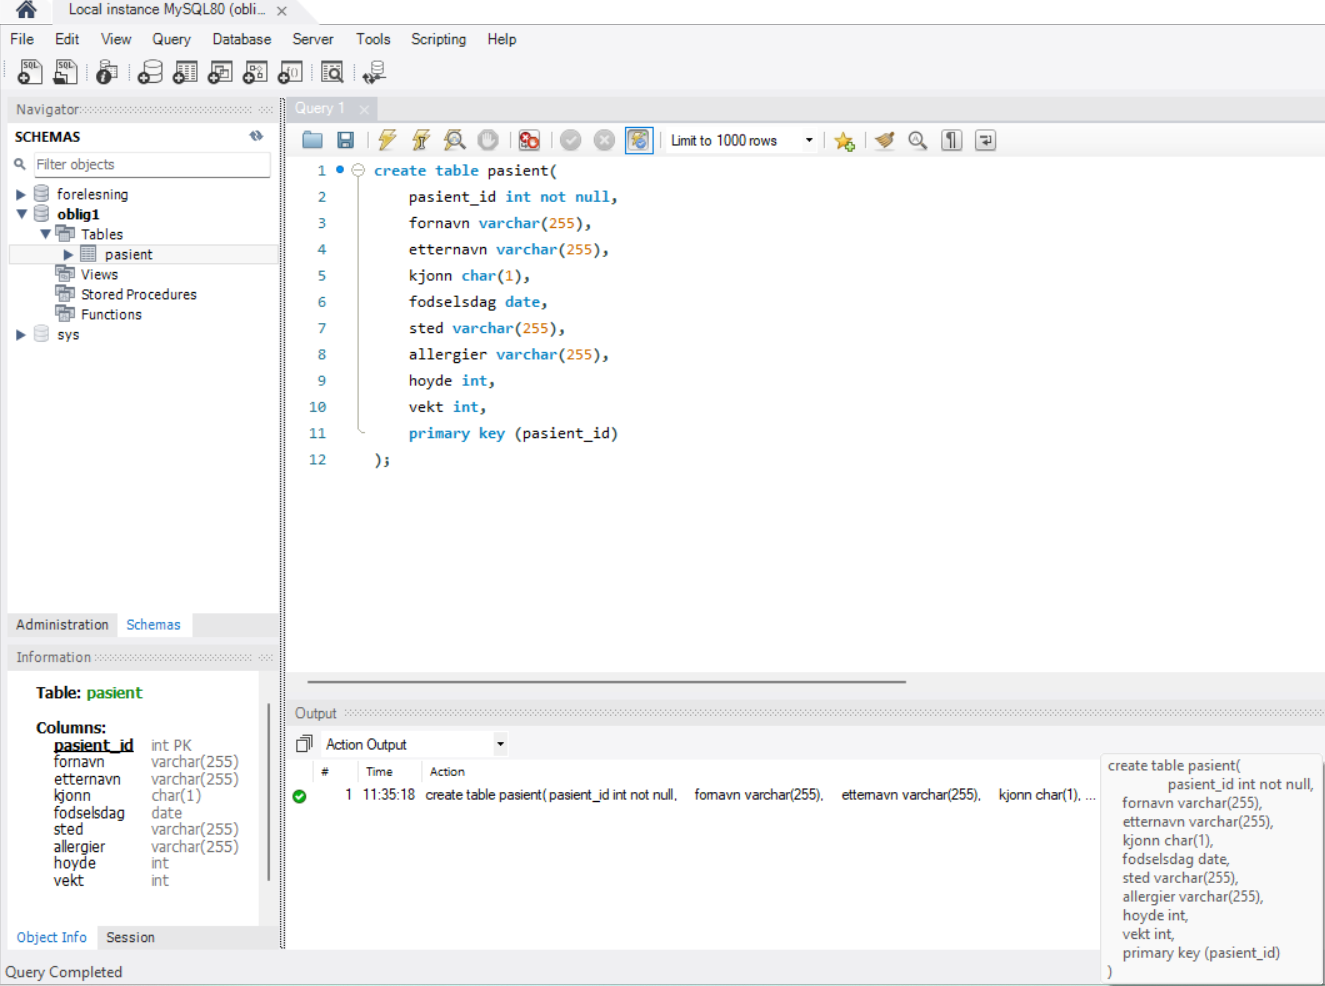 Local instance MySQL80 (obli...
File Edit View Query Database Server Tools Scripting Help
Navigator
SCHEMAS
Filter objects
forelesning
oblig1
Tables
pasient
Views
Stored Procedures
Functions
sys
Administration Schemas
Information
Table: pasient
Columns:
pasient_id int PK
fornavn varchar(255)
etternavn varchar(255)
kjonn char(1)
fodselsdag date
sted varchar(255)
allergier varchar(255)
hoyde int
vekt int
Object Info Session
Query 1
Limit to 1000 rows
1 create table pasient(
2 pasient_id int not null,
3 fornavn varchar(255),
4 etternavn varchar(255),
5 kjonn char(1),
6 fodselsdag date,
7 sted varchar(255),
8 allergier varchar(255),
9 hoyde int,
10 vekt int,
11 primary key (pasient_id)
12 );
Output
Action Output
# Time Action
1 11:35:18 create table pasient( pasient_id int not null, fornavn varchar(255), etternavn varchar(255), kjonn char(1), ...
create table pasient(
pasient_id int not null,
fornavn varchar(255),
etternavn varchar(255),
kjonn char(1),
fodselsdag date,
sted varchar(255),
allergier varchar(255),
hoyde int,
vekt int,
primary key (pasient_id)
)
Query Completed